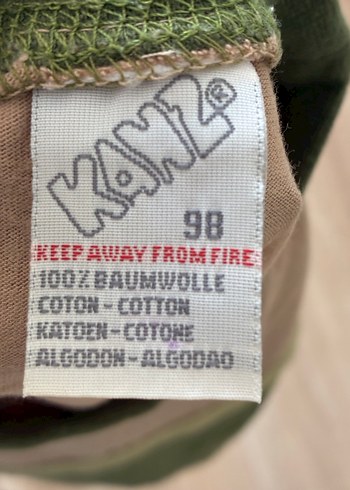 KANZ®
98
KEEP AWAY FROM FIRE
100% BAUMWOLLE
COTON-COTTON
KATOEN-COTONE
ALGODON-ALGODAO